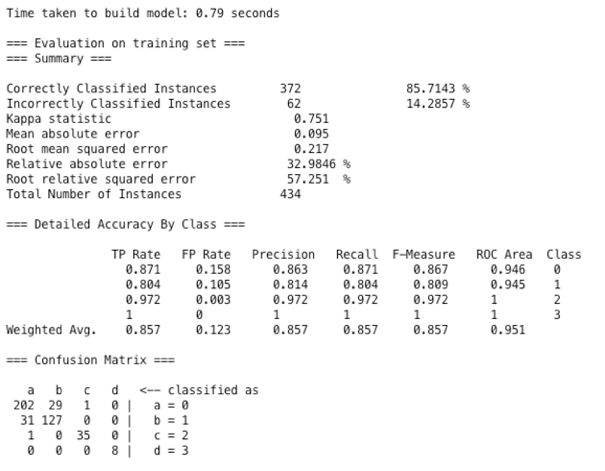 Time taken to build model: 0.79 seconds
=== Evaluation on training set ===
=== Summary ===
Correctly Classified Instances 372 85.7143 %
Incorrectly Classified Instances 62 14.2857 %
Kappa statistic 0.751
Mean absolute error 0.095
Root mean squared error 0.217
Relative absolute error 32.9846 %
Root relative squared error 57.251 %
Total Number of Instances 434
=== Detailed Accuracy By Class ===
TP Rate FP Rate Precision Recall F-Measure ROC Area Class
0.871 0.158 0.863 0.871 0.867 0.946 0
0.804 0.105 0.814 0.804 0.809 0.945 1
0.972 0.003 0.972 0.972 0.972 1 2
1 0 1 1 1 1 3
Weighted Avg. 0.857 0.123 0.857 0.857 0.857 0.951
=== Confusion Matrix ===
a b c d <-- classified as
202 29 1 0 | a = 0
31 127 0 0 | b = 1
1 0 35 0 | c = 2
0 0 0 8 | d = 3